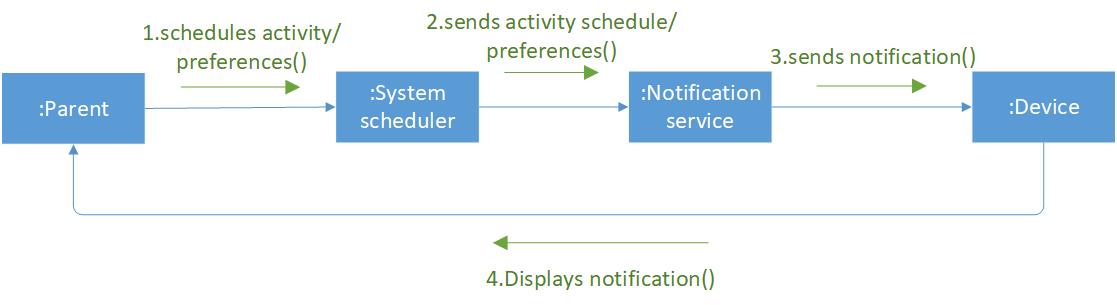 1.schedules activity/
preferences()
2.sends activity schedule/
preferences()
3.sends notification()
:Parent
:System
scheduler
:Notification
service
:Device
4.Displays notification()